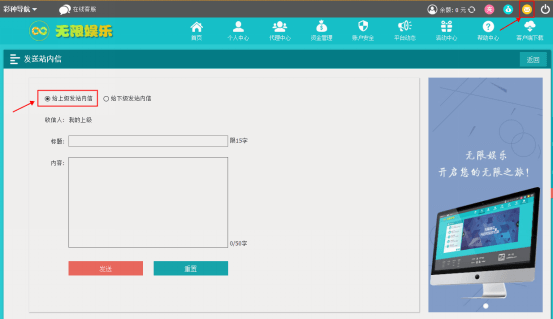 彩种导航
在线客服
余额: 0 元
无限娱乐
首页
个人中心
代理中心
资金管理
账户安全
平台动态
活动中心
帮助中心
客户端下载
发送站内信
返回
给上级发站内信
给下级发站内信
收信人: 我的上级
标题:
限15字
内容:
0/50字
发送
重置
无限娱乐
开启您的无限之旅!